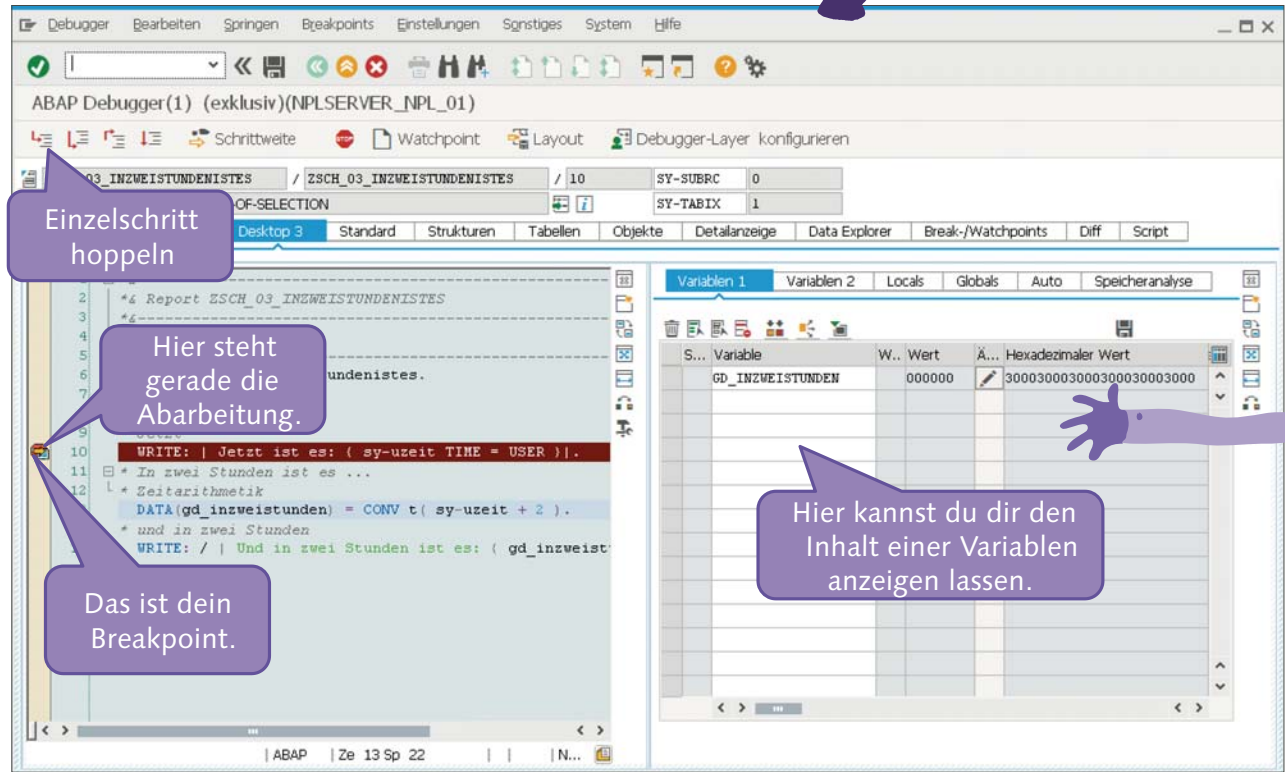 Debugger Bearbeiten Springen Breakpoints Einstellungen Sonstiges System Hilfe
ABAP Debugger(1) (exklusiv)(NPLSERVER_NPL_01)
Schrittweite STOP Watchpoint Layout Debugger-Layer konfigurieren
03_INZWEISTUNDENISTES / ZSCH_03_INZWEISTUNDENISTES / 10 SY-SUBRC 0
OF-SELECTION SY-TABIX 1
Einzelschritt
hoppeln
Desktop 3 Standard Strukturen Tabellen Objekte Detailanzeige Data Explorer Break-/Watchpoints Diff Script
2 *& Report ZSCH_03_INZWEISTUNDENISTES
3 *&
4
5
6 undenistes.
7
Hier steht
gerade die
Abarbeitung.
9
10 WRITE: | Jetzt ist es: { sy-uzeit TIME = USER }|.
11 * In zwei Stunden ist es ...
12 * Zeitarithmetik
DATA(gd_inzweistunden) = CONV t( sy-uzeit + 2 ).
* und in zwei Stunden
WRITE: / | Und in zwei Stunden ist es: { gd_inzweist
Das ist dein
Breakpoint.
| ABAP | Ze 13 Sp 22 | | | N...
Variablen 1 Variablen 2 Locals Globals Auto Speicheranalyse
S... Variable W.. Wert Ä... Hexadezimaler Wert
GD_INZWEISTUNDEN 000000 300030003000300030003000
Hier kannst du dir den
Inhalt einer Variablen
anzeigen lassen.